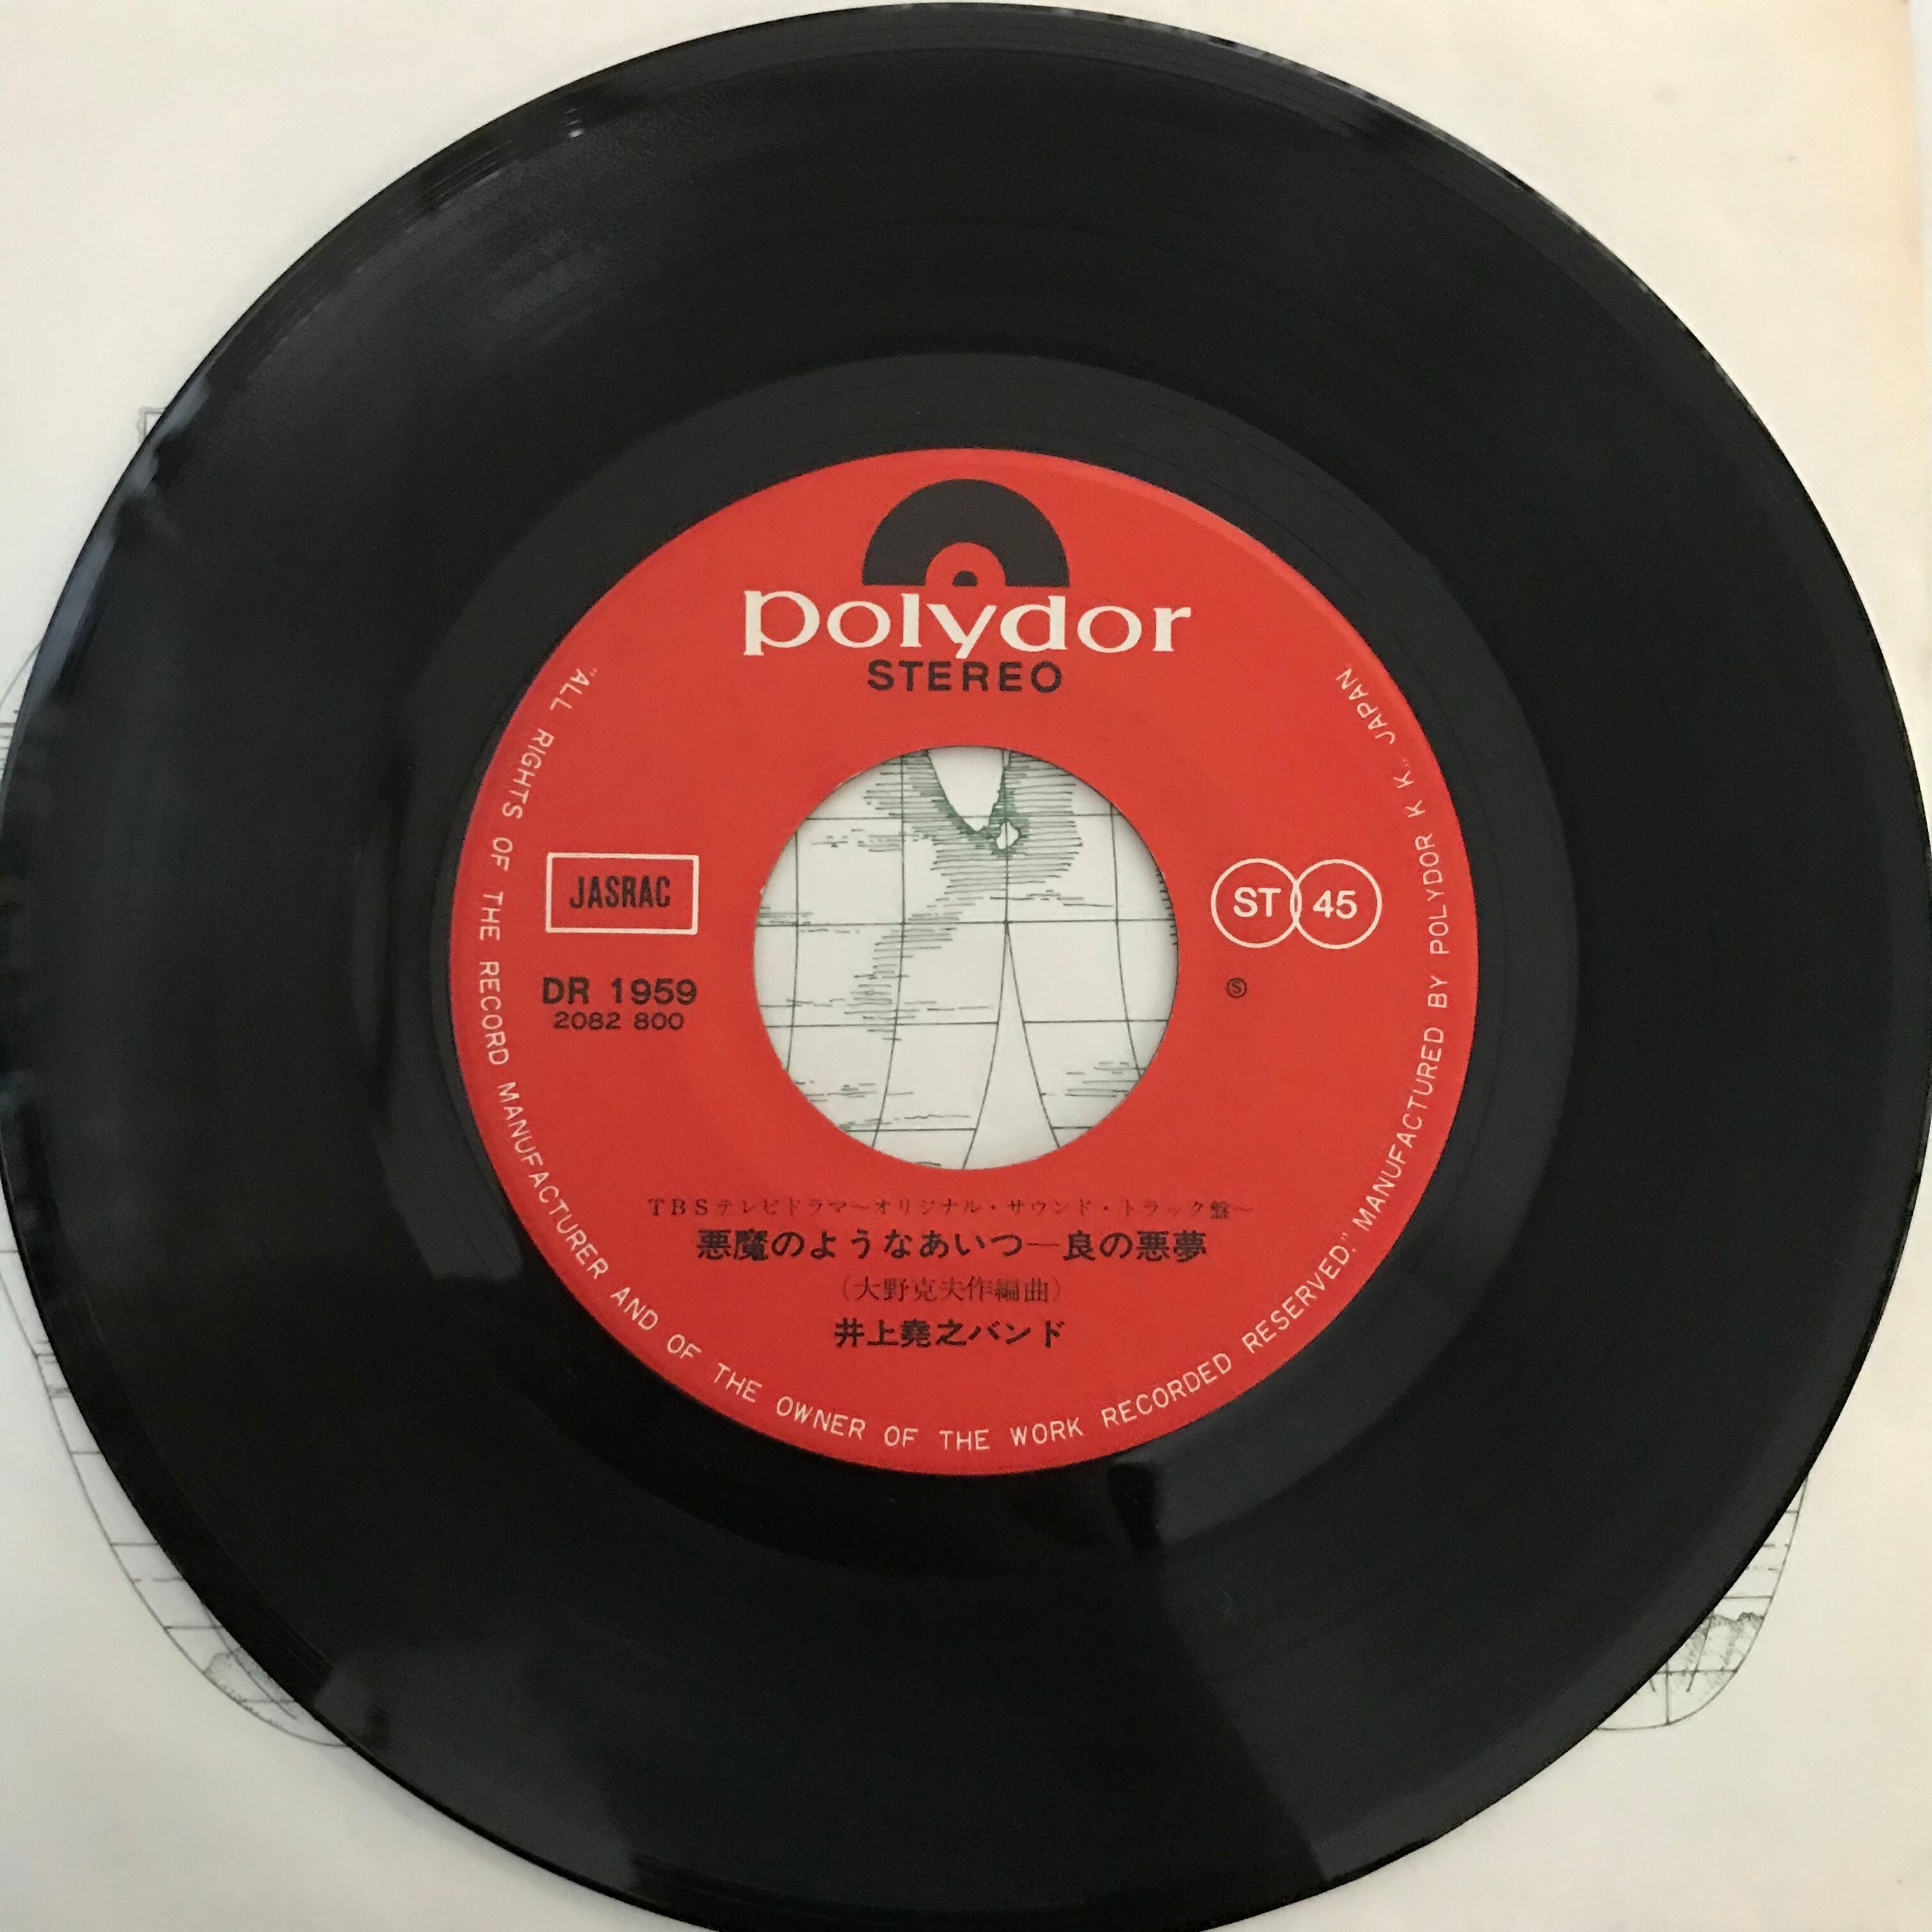 polydor
STEREO
JASRAC
ST 45
DR 1959
Ⓢ
2082 800
TBSテレビドラマ～オリジナル・サウンド・トラック盤～
悪魔のようなあいつ―良の悪夢
(大野克夫作編曲)
井上堯之バンド
"ALL RIGHTS OF THE RECORD MANUFACTURER AND OF THE OWNER OF THE WORK RECORDED RESERVED," MANUFACTURED BY POLYDOR K K., JAPAN